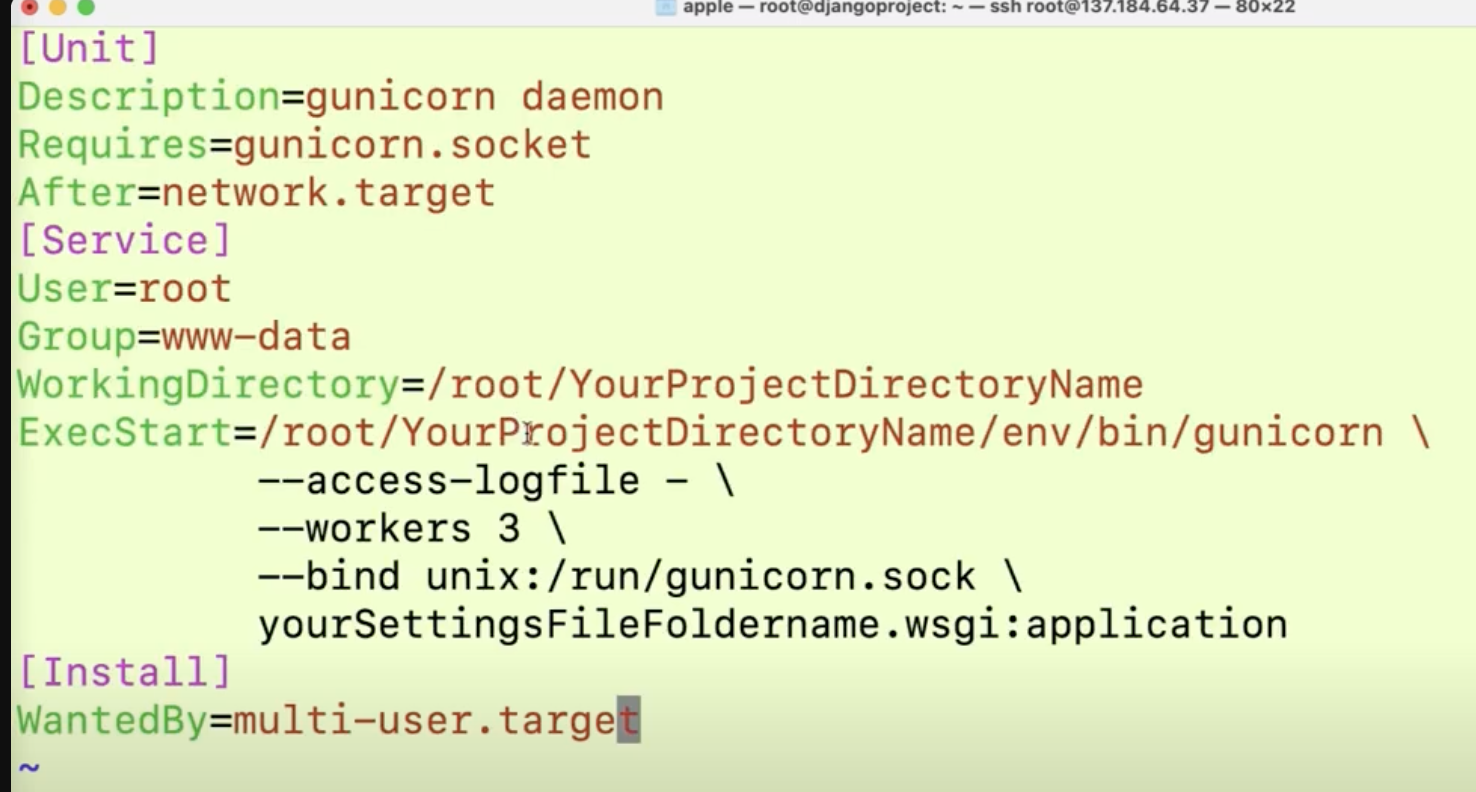 apple — root@djangoproject: ~ — ssh root@137.184.64.37 — 80×22
[Unit]
Description=gunicorn daemon
Requires=gunicorn.socket
After=network.target
[Service]
User=root
Group=www-data
WorkingDirectory=/root/YourProjectDirectoryName
ExecStart=/root/YourProjectDirectoryName/env/bin/gunicorn \
          --access-logfile - \
          --workers 3 \
          --bind unix:/run/gunicorn.sock \
          yourSettingsFileFoldername.wsgi:application
[Install]
WantedBy=multi-user.target
~